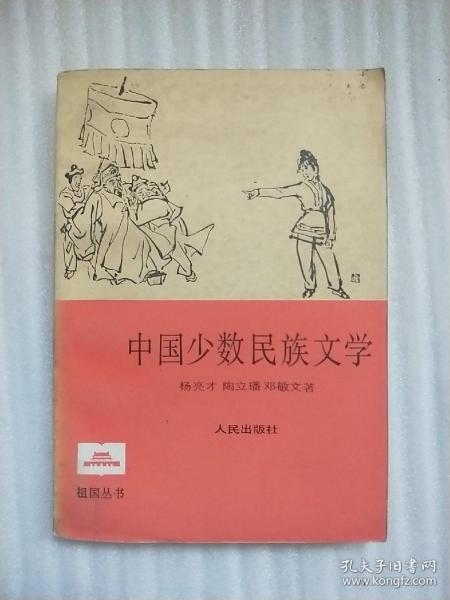 中国少数民族文学
杨亮才 陶立璠 邓敏文著
人民出版社
祖国丛书
孔夫子旧书网
www.kongfz.com